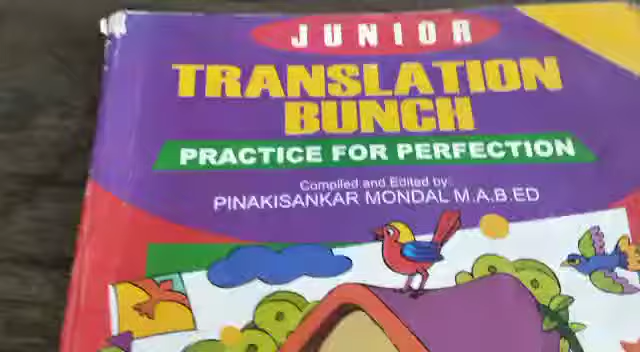 JUNIOR
TRANSLATION
BUNCH
PRACTICE FOR PERFECTION
Compiled and Edited by:
PINAKISANKAR MONDAL M.A.B.ED